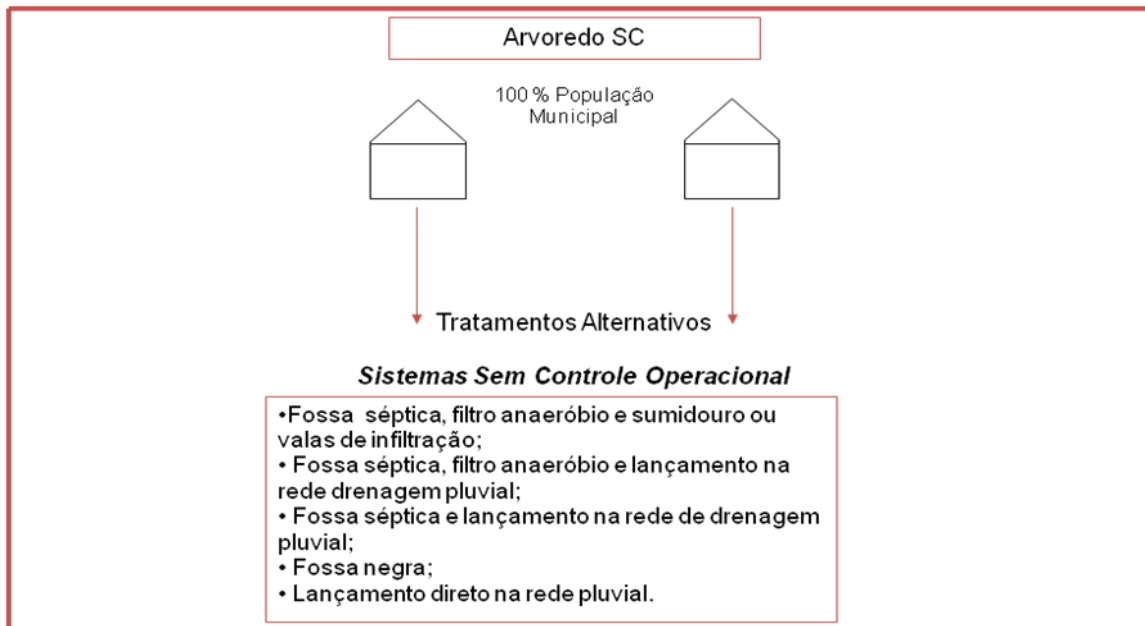 Arvoredo SC
100 % População
Municipal
Tratamentos Alternativos
Sistemas Sem Controle Operacional
•Fossa séptica, filtro anaeróbio e sumidouro ou
valas de infiltração;
• Fossa séptica, filtro anaeróbio e lançamento na
rede drenagem pluvial;
• Fossa séptica e lançamento na rede de drenagem
pluvial;
• Fossa negra;
• Lançamento direto na rede pluvial.